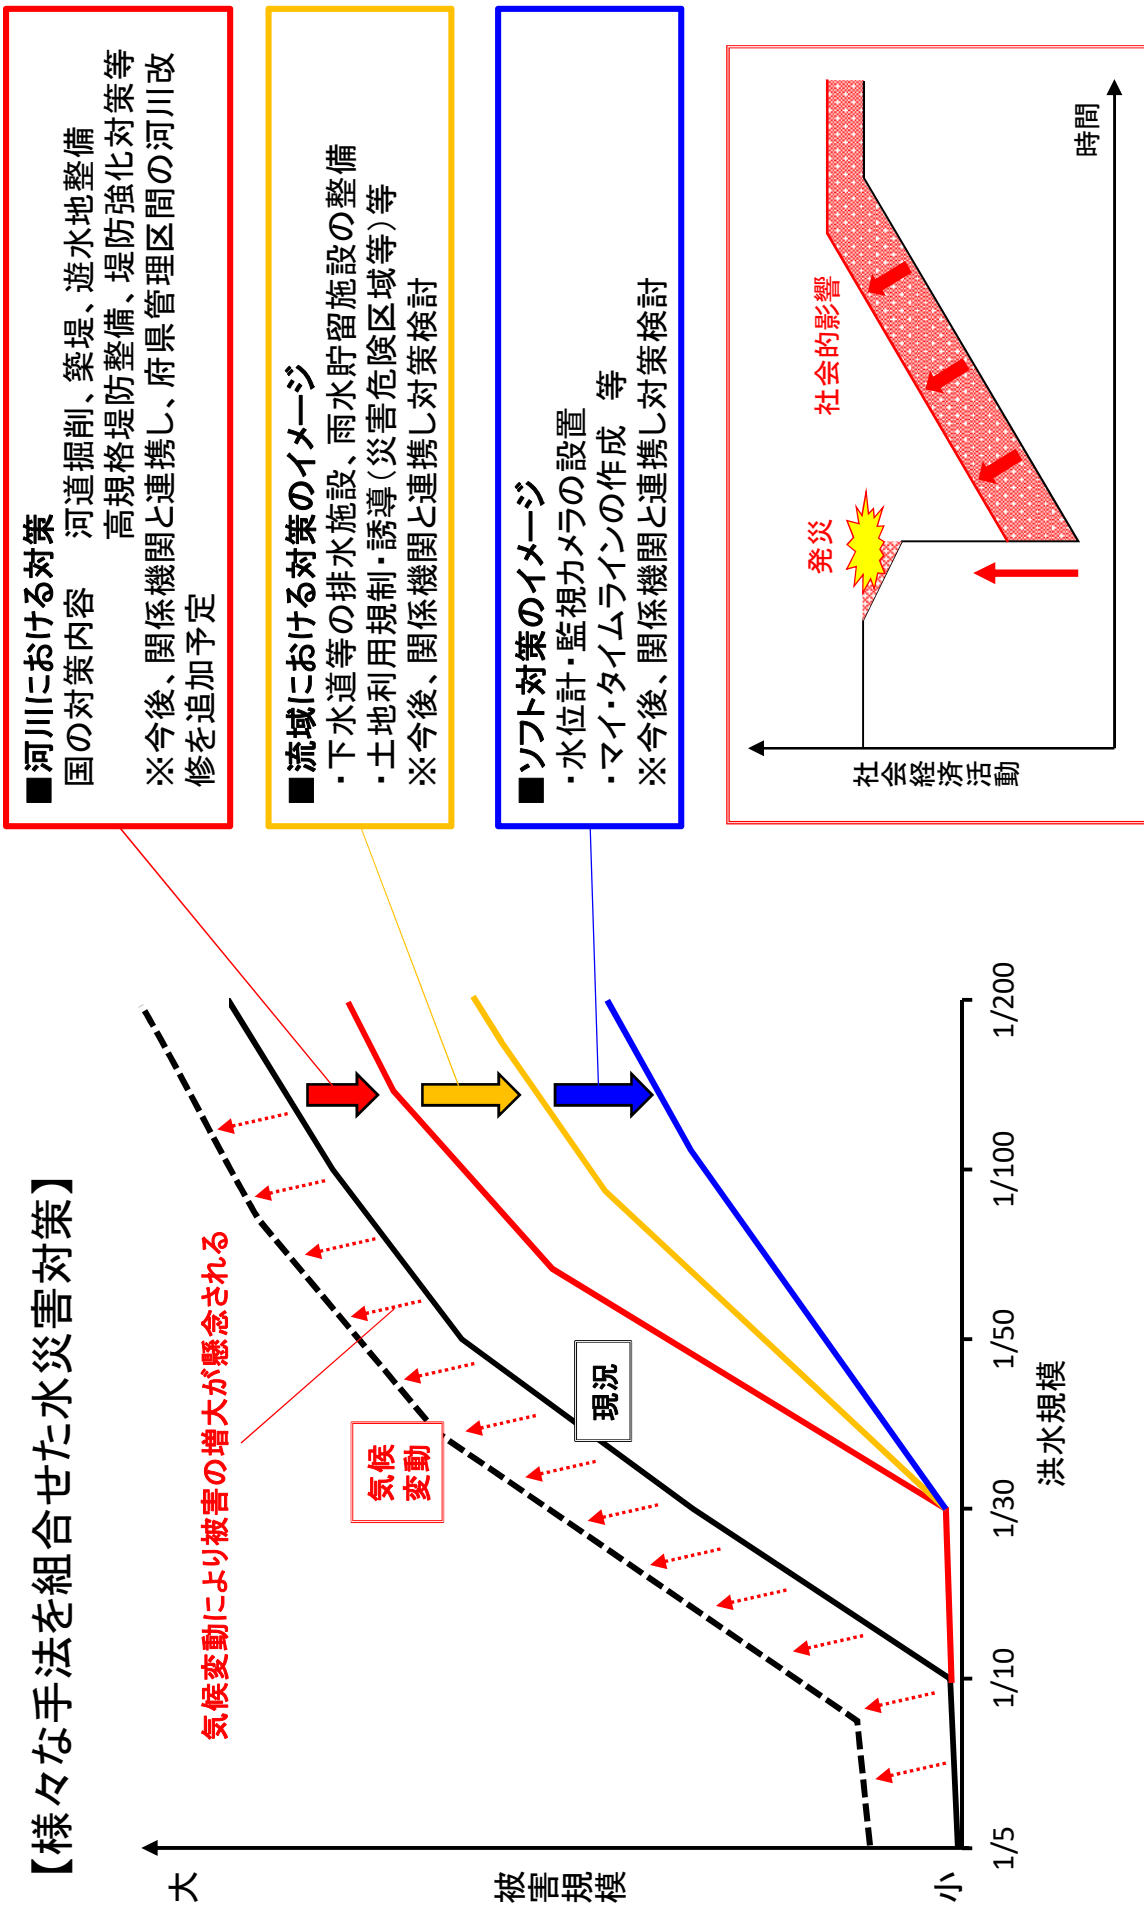 【様々な手法を組合せた水災害対策】
大
被害規模
小
気候変動により被害の増大が懸念される
気候
変動
現況
1/5
1/10
1/30
1/50
1/100
1/200
洪水規模
■河川における対策
国の対策内容　河道掘削、築堤、遊水地整備
高規格堤防整備、堤防強化対策等
※今後、関係機関と連携し、府県管理区間の河川改
修を追加予定
■流域における対策のイメージ
・下水道等の排水施設、雨水貯留施設の整備
・土地利用規制・誘導（災害危険区域等）等
※今後、関係機関と連携し対策検討
■ソフト対策のイメージ
・水位計・監視カメラの設置
・マイ・タイムラインの作成　等
※今後、関係機関と連携し対策検討
発災
社会的影響
社会経済活動
時間